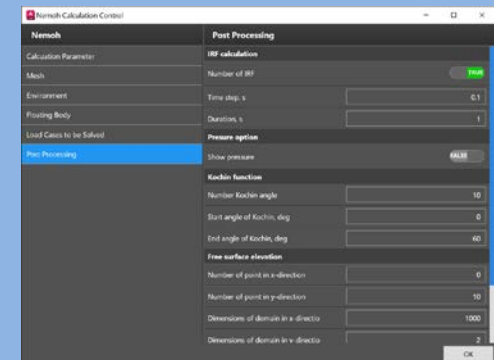 Nemoh Calculation Control
Nemoh
Calculation Parameter
Mesh
Environment
Floating Body
Load Cases to be Solved
Post Processing
Post Processing
IRF calculation
Number of IRF TRUE
Time step, s 0.1
Duration, s 1
Presure option
Show pressure FALSE
Kochin function
Number Kochin angle 10
Start angle of Kochin, deg 0
End angle of Kochin, deg 60
Free surface elevation
Number of point in x-direction 0
Number of point in y-direction 10
Dimensions of domain in x directio 1000
Dimensions of domain in y directio 2
OK